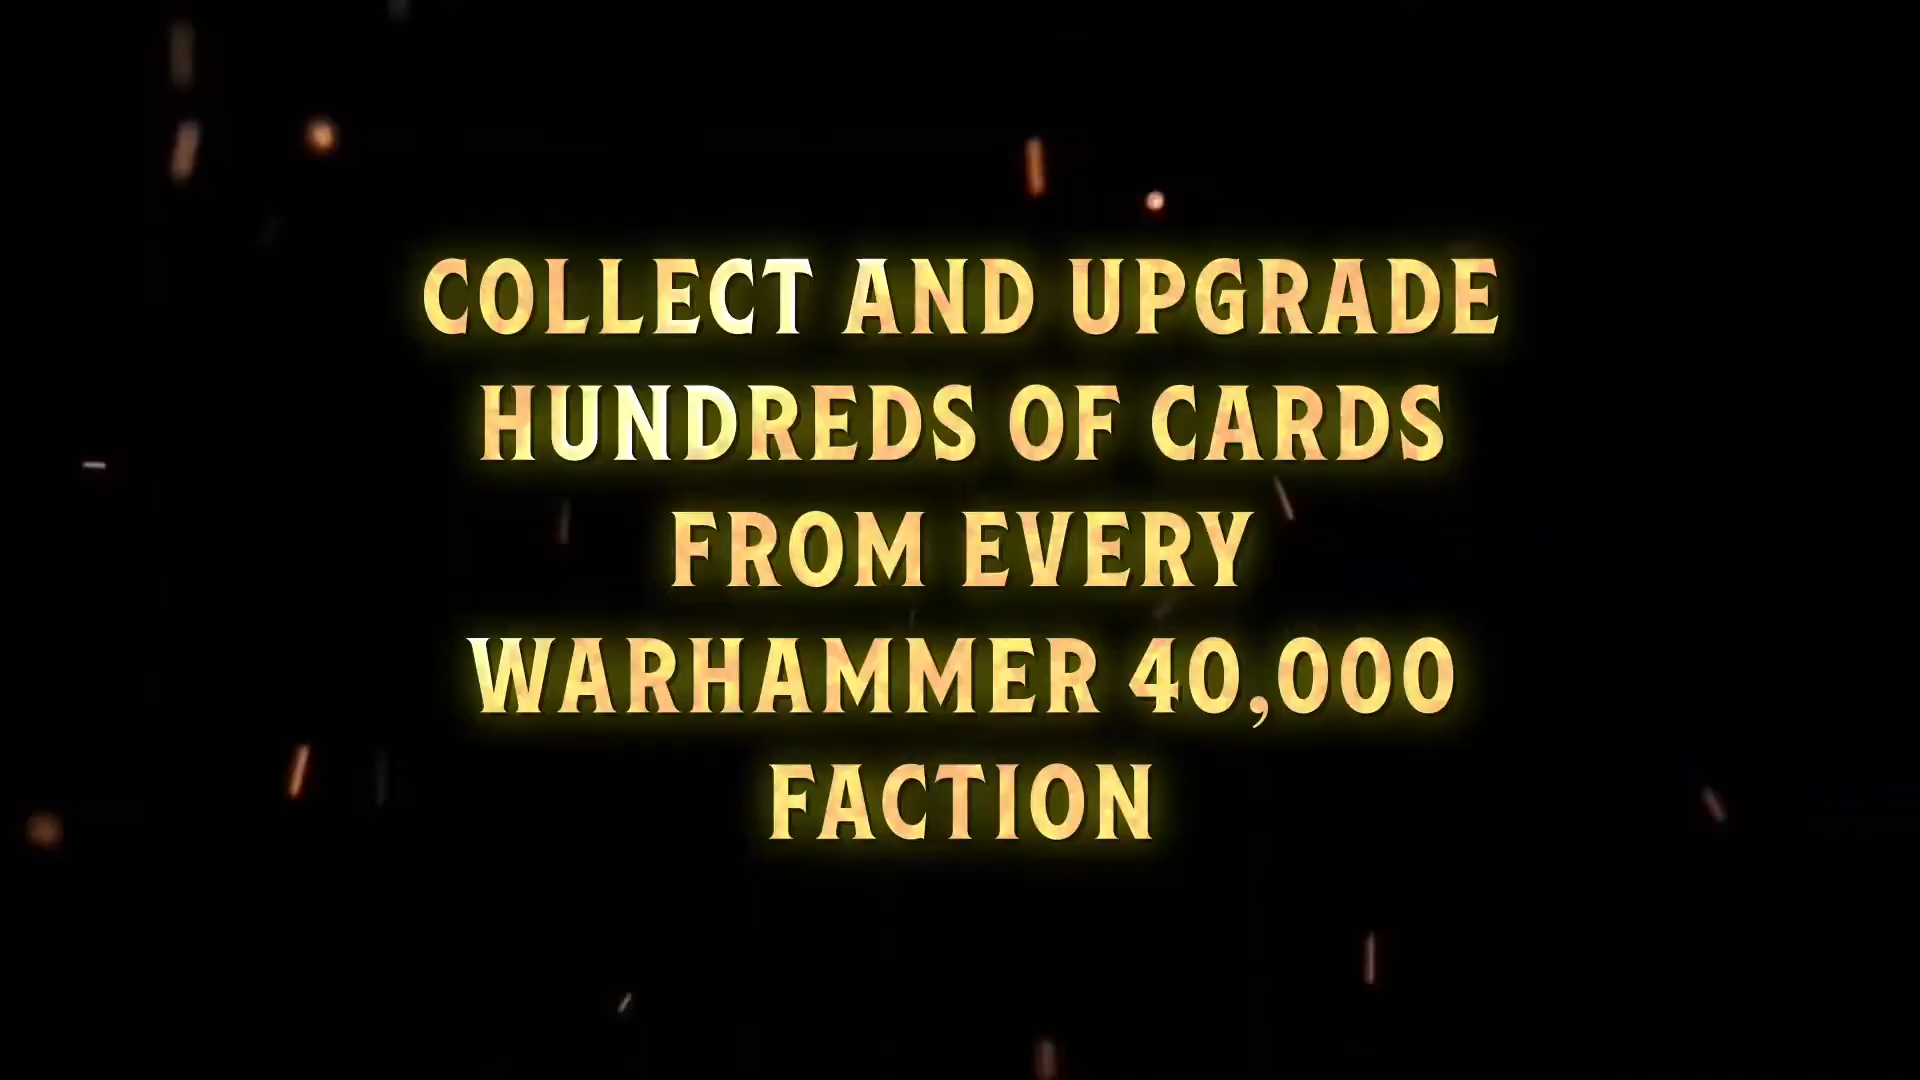 COLLECT AND UPGRADE
HUNDREDS OF CARDS
FROM EVERY
WARHAMMER 40,000
FACTION